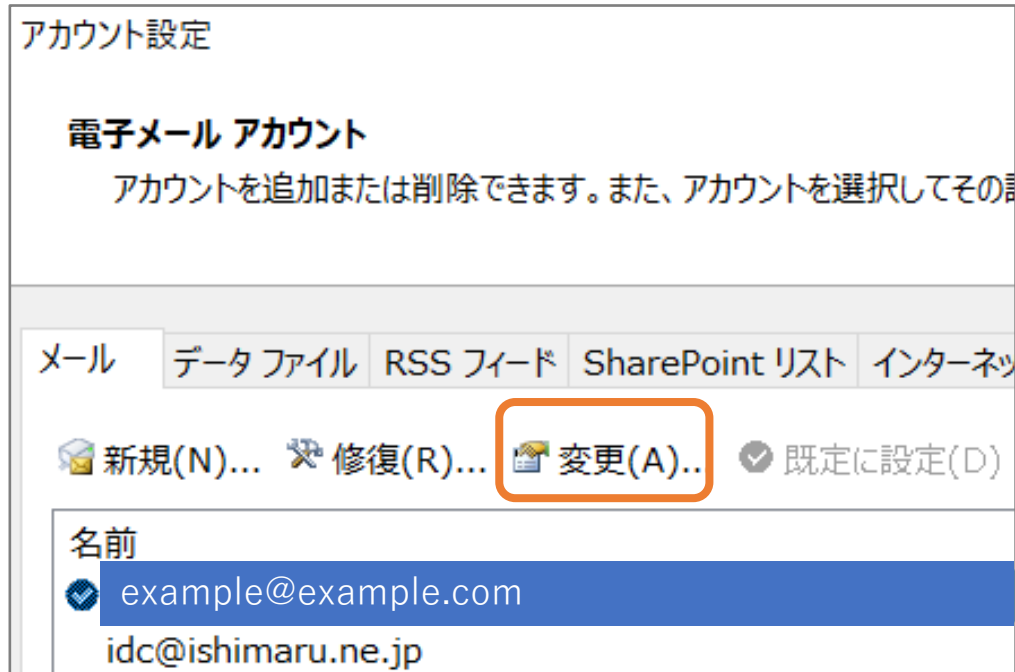 アカウント設定
電子メール アカウント
アカウントを追加または削除できます。また、アカウントを選択してその
メール データ ファイル RSS フィード SharePoint リスト インターネッ
新規(N)... 修復(R)... 変更(A)... 既定に設定(D)
名前
example@example.com
idc@ishimaru.ne.jp